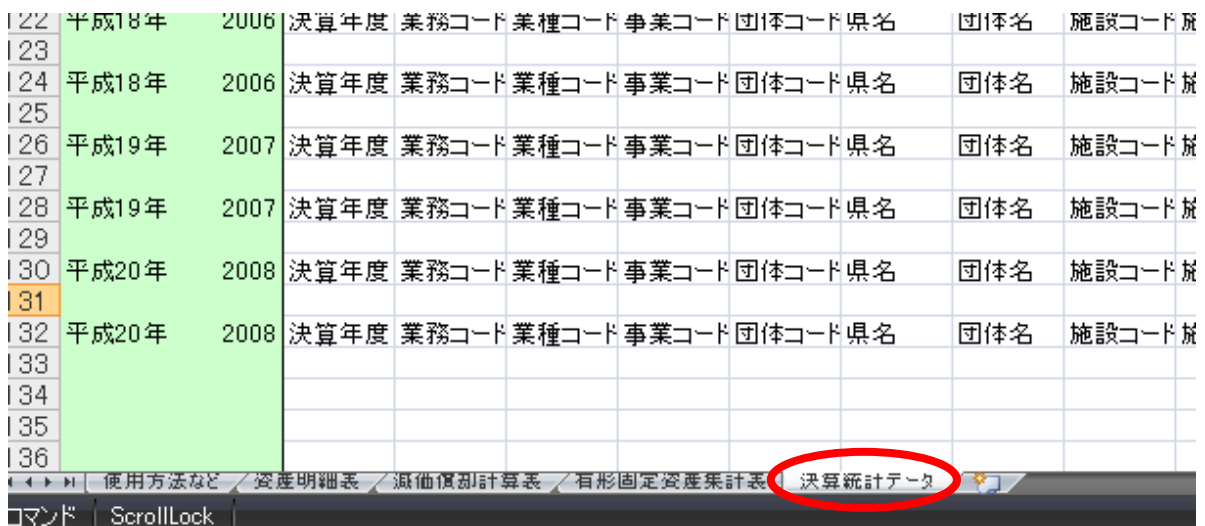 122 平成18年 2006 決算年度 業務コード 業種コード 事業コード 団体コード 県名 団体名 施設コード 施
123
124 平成18年 2006 決算年度 業務コード 業種コード 事業コード 団体コード 県名 団体名 施設コード 施
125
126 平成19年 2007 決算年度 業務コード 業種コード 事業コード 団体コード 県名 団体名 施設コード 施
127
128 平成19年 2007 決算年度 業務コード 業種コード 事業コード 団体コード 県名 団体名 施設コード 施
129
130 平成20年 2008 決算年度 業務コード 業種コード 事業コード 団体コード 県名 団体名 施設コード 施
131
132 平成20年 2008 決算年度 業務コード 業種コード 事業コード 団体コード 県名 団体名 施設コード 施
133
134
135
136
使用方法など 資産明細表 減価償却計算表 有形固定資産集計表 決算統計データ
コマンド ScrollLock